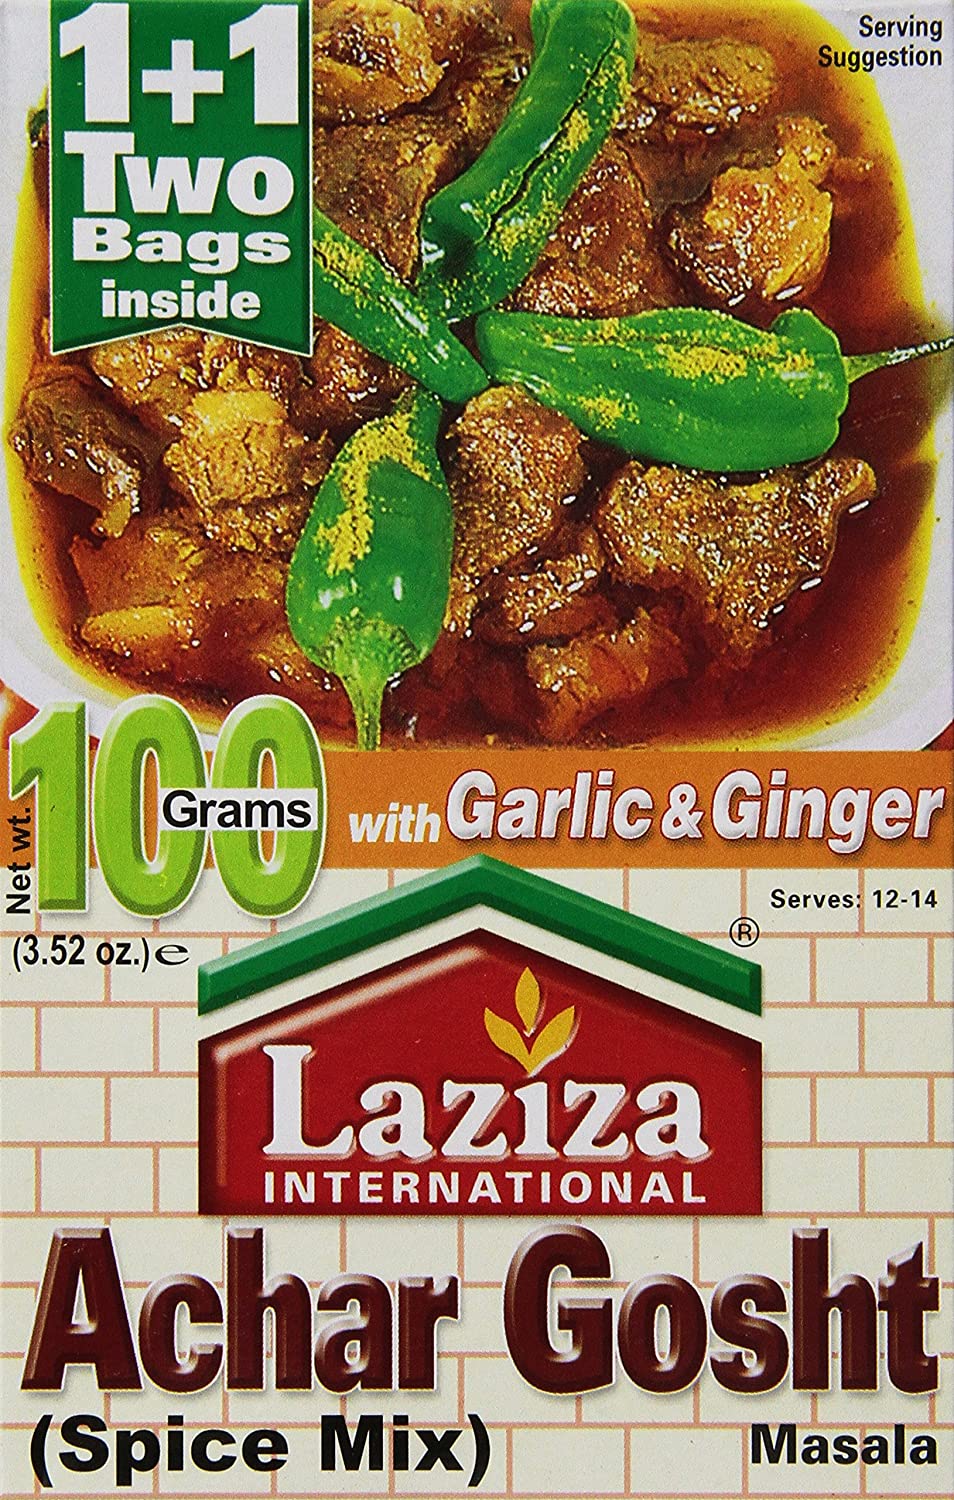 1+1
Two
Bags
inside
Serving
Suggestion
Net wt. 100
Grams
(3.52 oz.) ℮
with Garlic & Ginger
Serves: 12-14
®
Laziza
INTERNATIONAL
Achar Gosht
(Spice Mix)
Masala